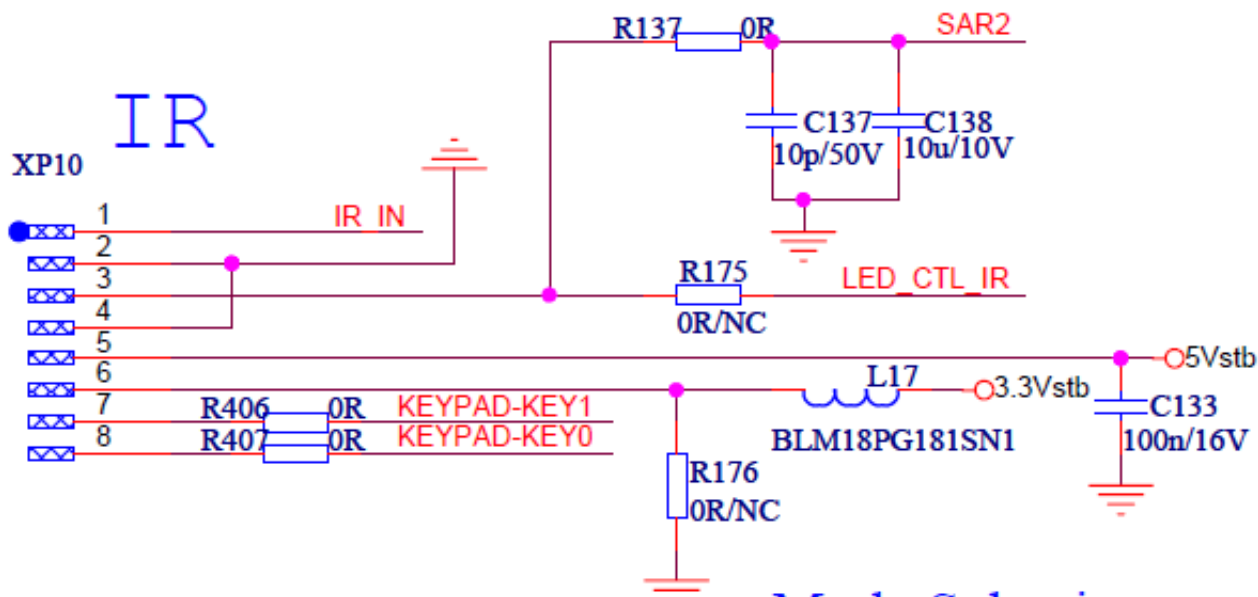 R137 0R SAR2
IR
C137 C138
10p/50V 10u/10V
XP10
1 IR_IN
2
3
R175 LED_CTL_IR
0R/NC
4
5 5Vstb
6 L17 3.3Vstb
7 R406 0R KEYPAD-KEY1 C133
8 R407 0R KEYPAD-KEY0 BLM18PG181SN1 100n/16V
R176
0R/NC